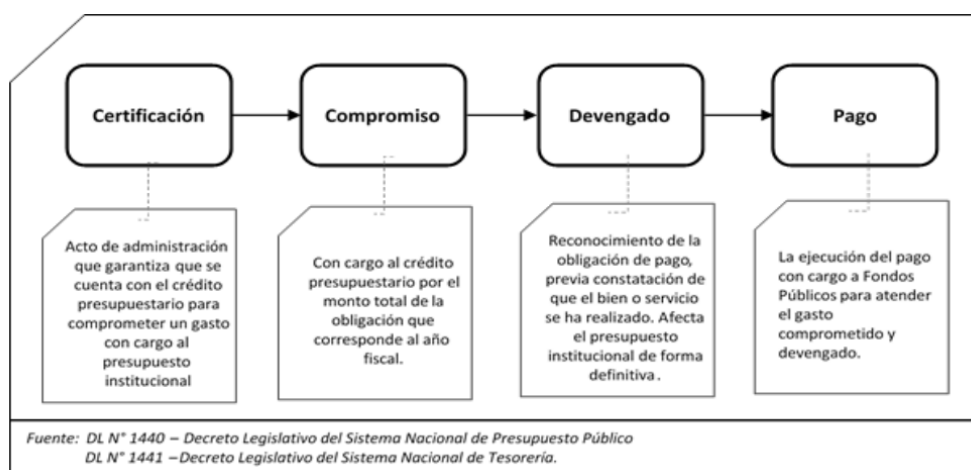 Certificación
Compromiso
Devengado
Pago
Acto de administración
que garantiza que se
cuenta con el crédito
presupuestario para
comprometer un gasto
con cargo al
presupuesto
institucional
Con cargo al crédito
presupuestario por el
monto total de la
obligación que
corresponde al año
fiscal.
Reconocimiento de la
obligación de pago,
previa constatación de
que el bien o servicio
se ha realizado. Afecta
el presupuesto
institucional de forma
definitiva.
La ejecución del pago
con cargo a Fondos
Públicos para atender
el gasto
comprometido y
devengado.
Fuente: DL N° 1440 – Decreto Legislativo del Sistema Nacional de Presupuesto Público
DL N° 1441 –Decreto Legislativo del Sistema Nacional de Tesorería.